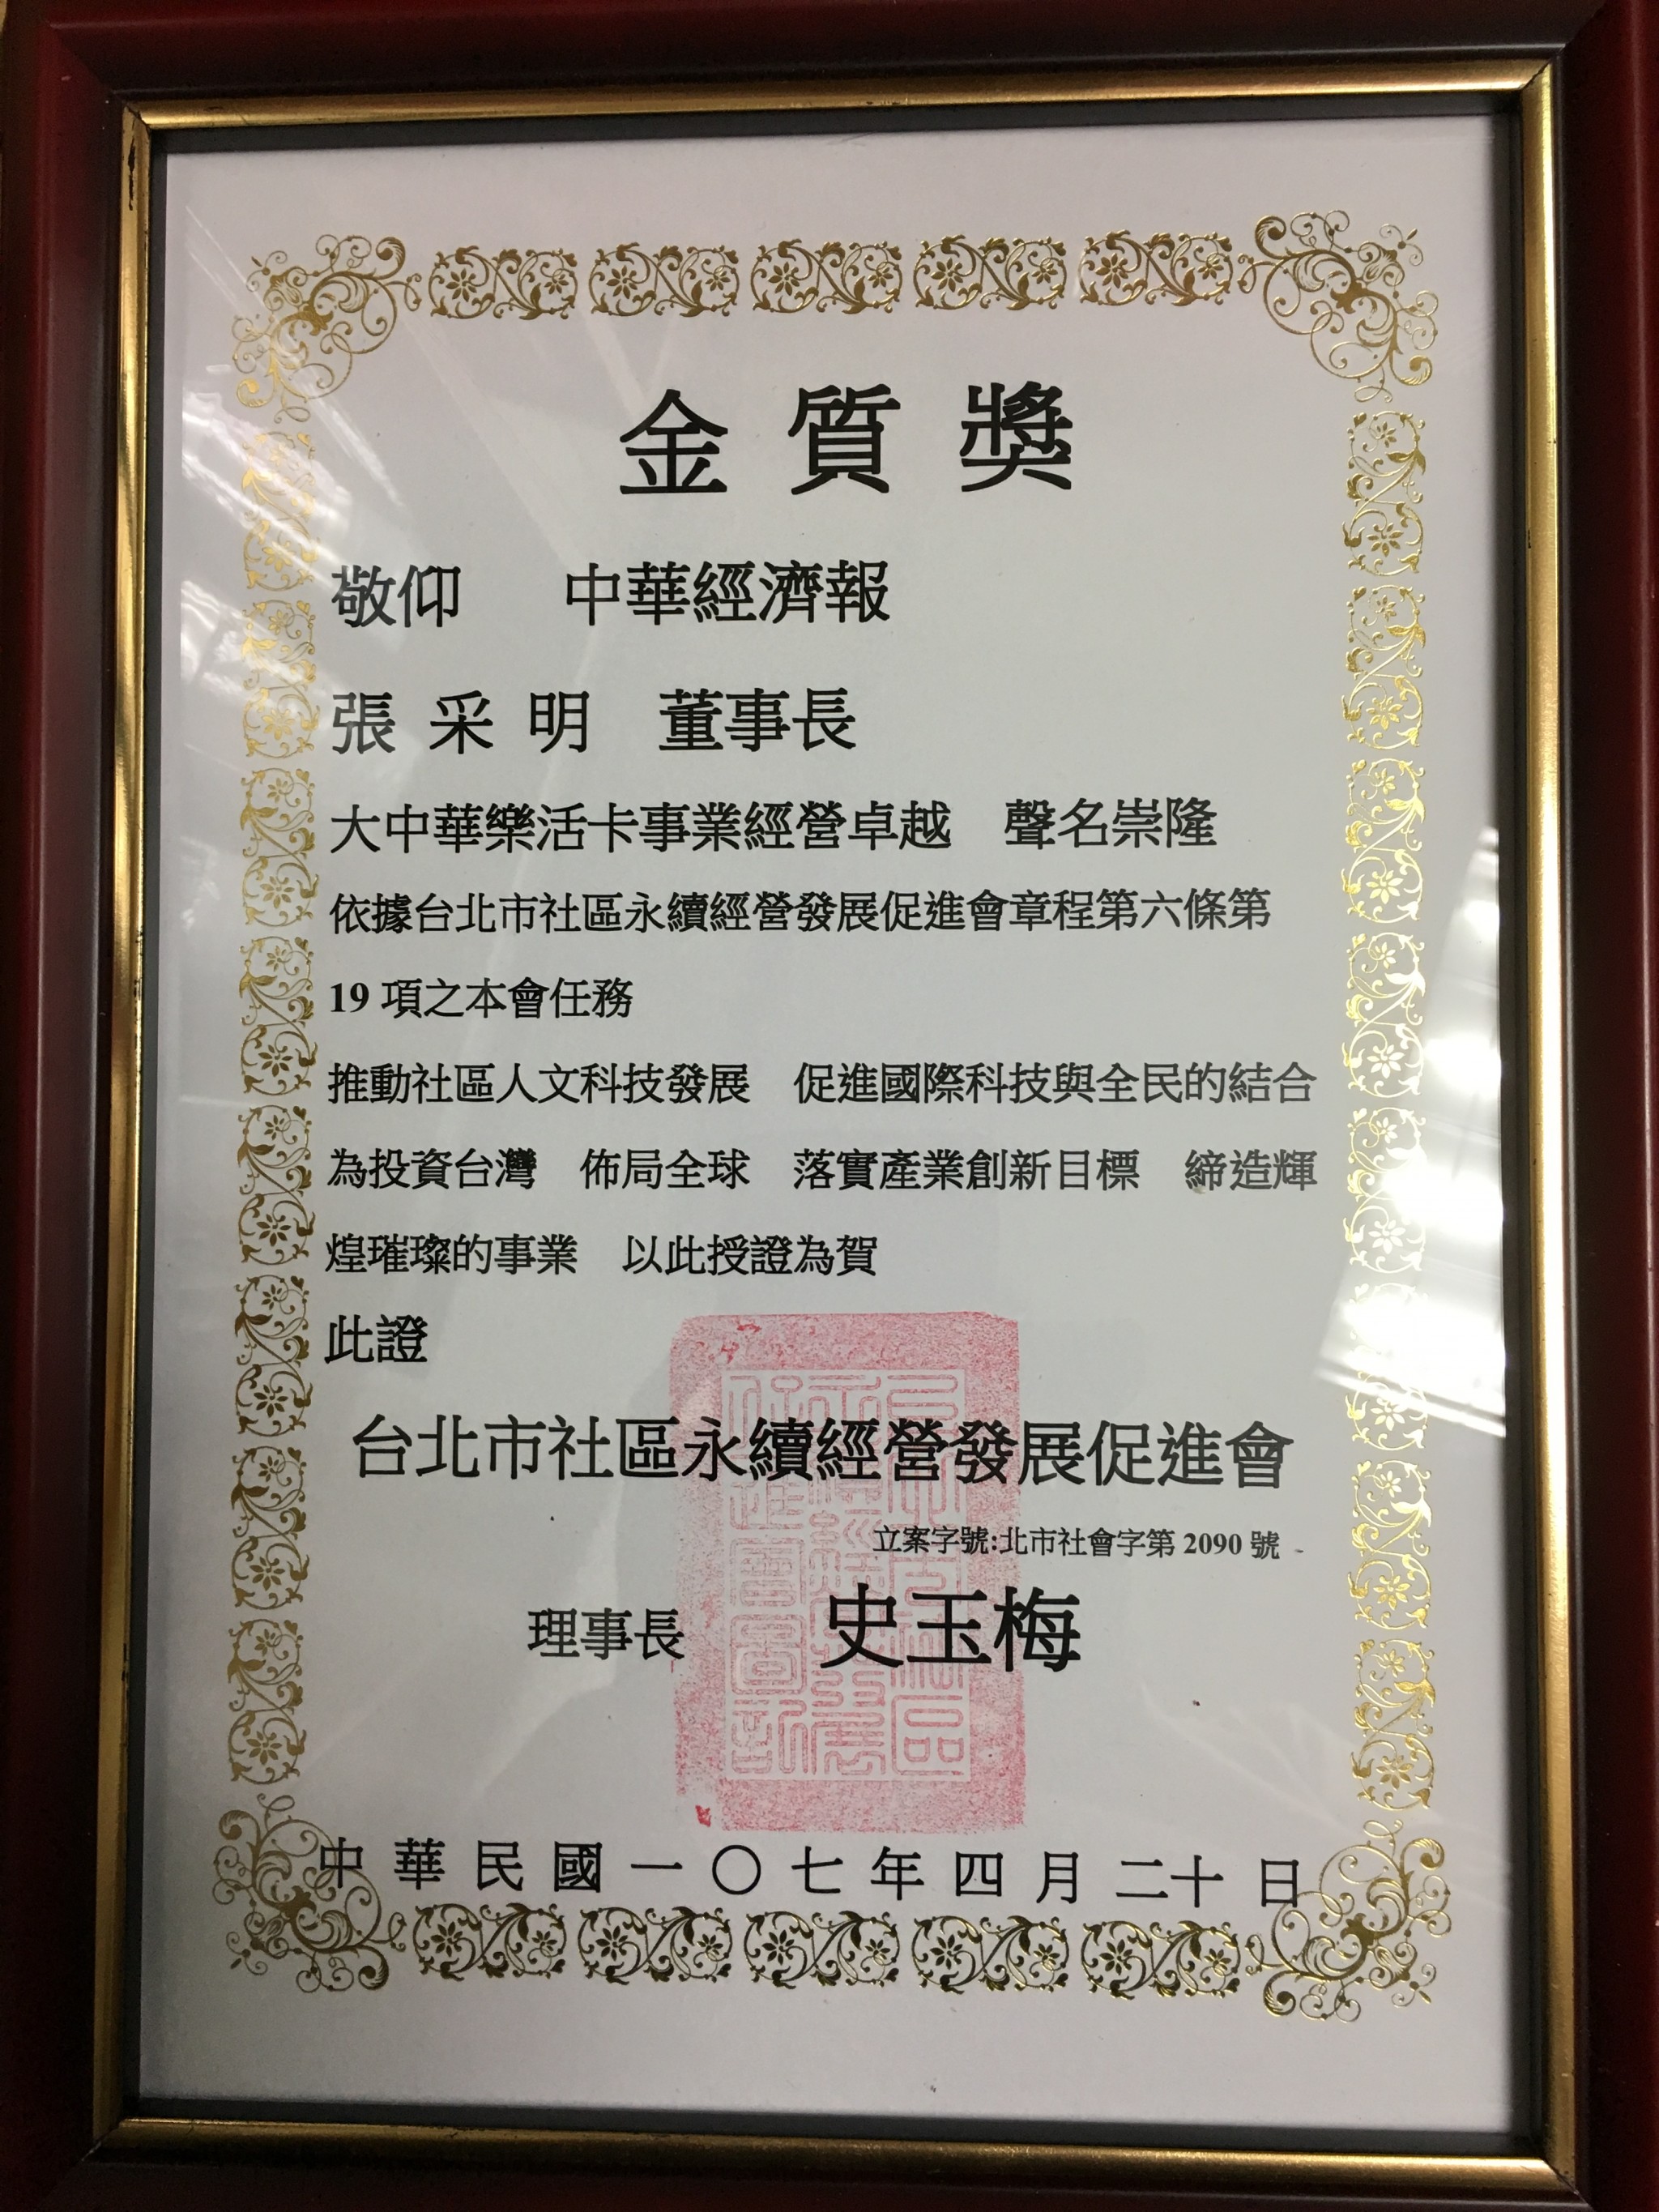 金質獎
敬仰　中華經濟報
張采明　董事長
大中華樂活卡事業經營卓越　聲名崇隆
依據台北市社區永續經營發展促進會章程第六條第
19 項之本會任務
推動社區人文科技發展　促進國際科技與全民的結合
為投資台灣　佈局全球　落實產業創新目標　締造輝
煌璀璨的事業　以此授證為賀
此證
台北市社區永續經營發展促進會
立案字號:北市社會字第 2090 號
理事長　史玉梅
中華民國一〇七年四月二十日